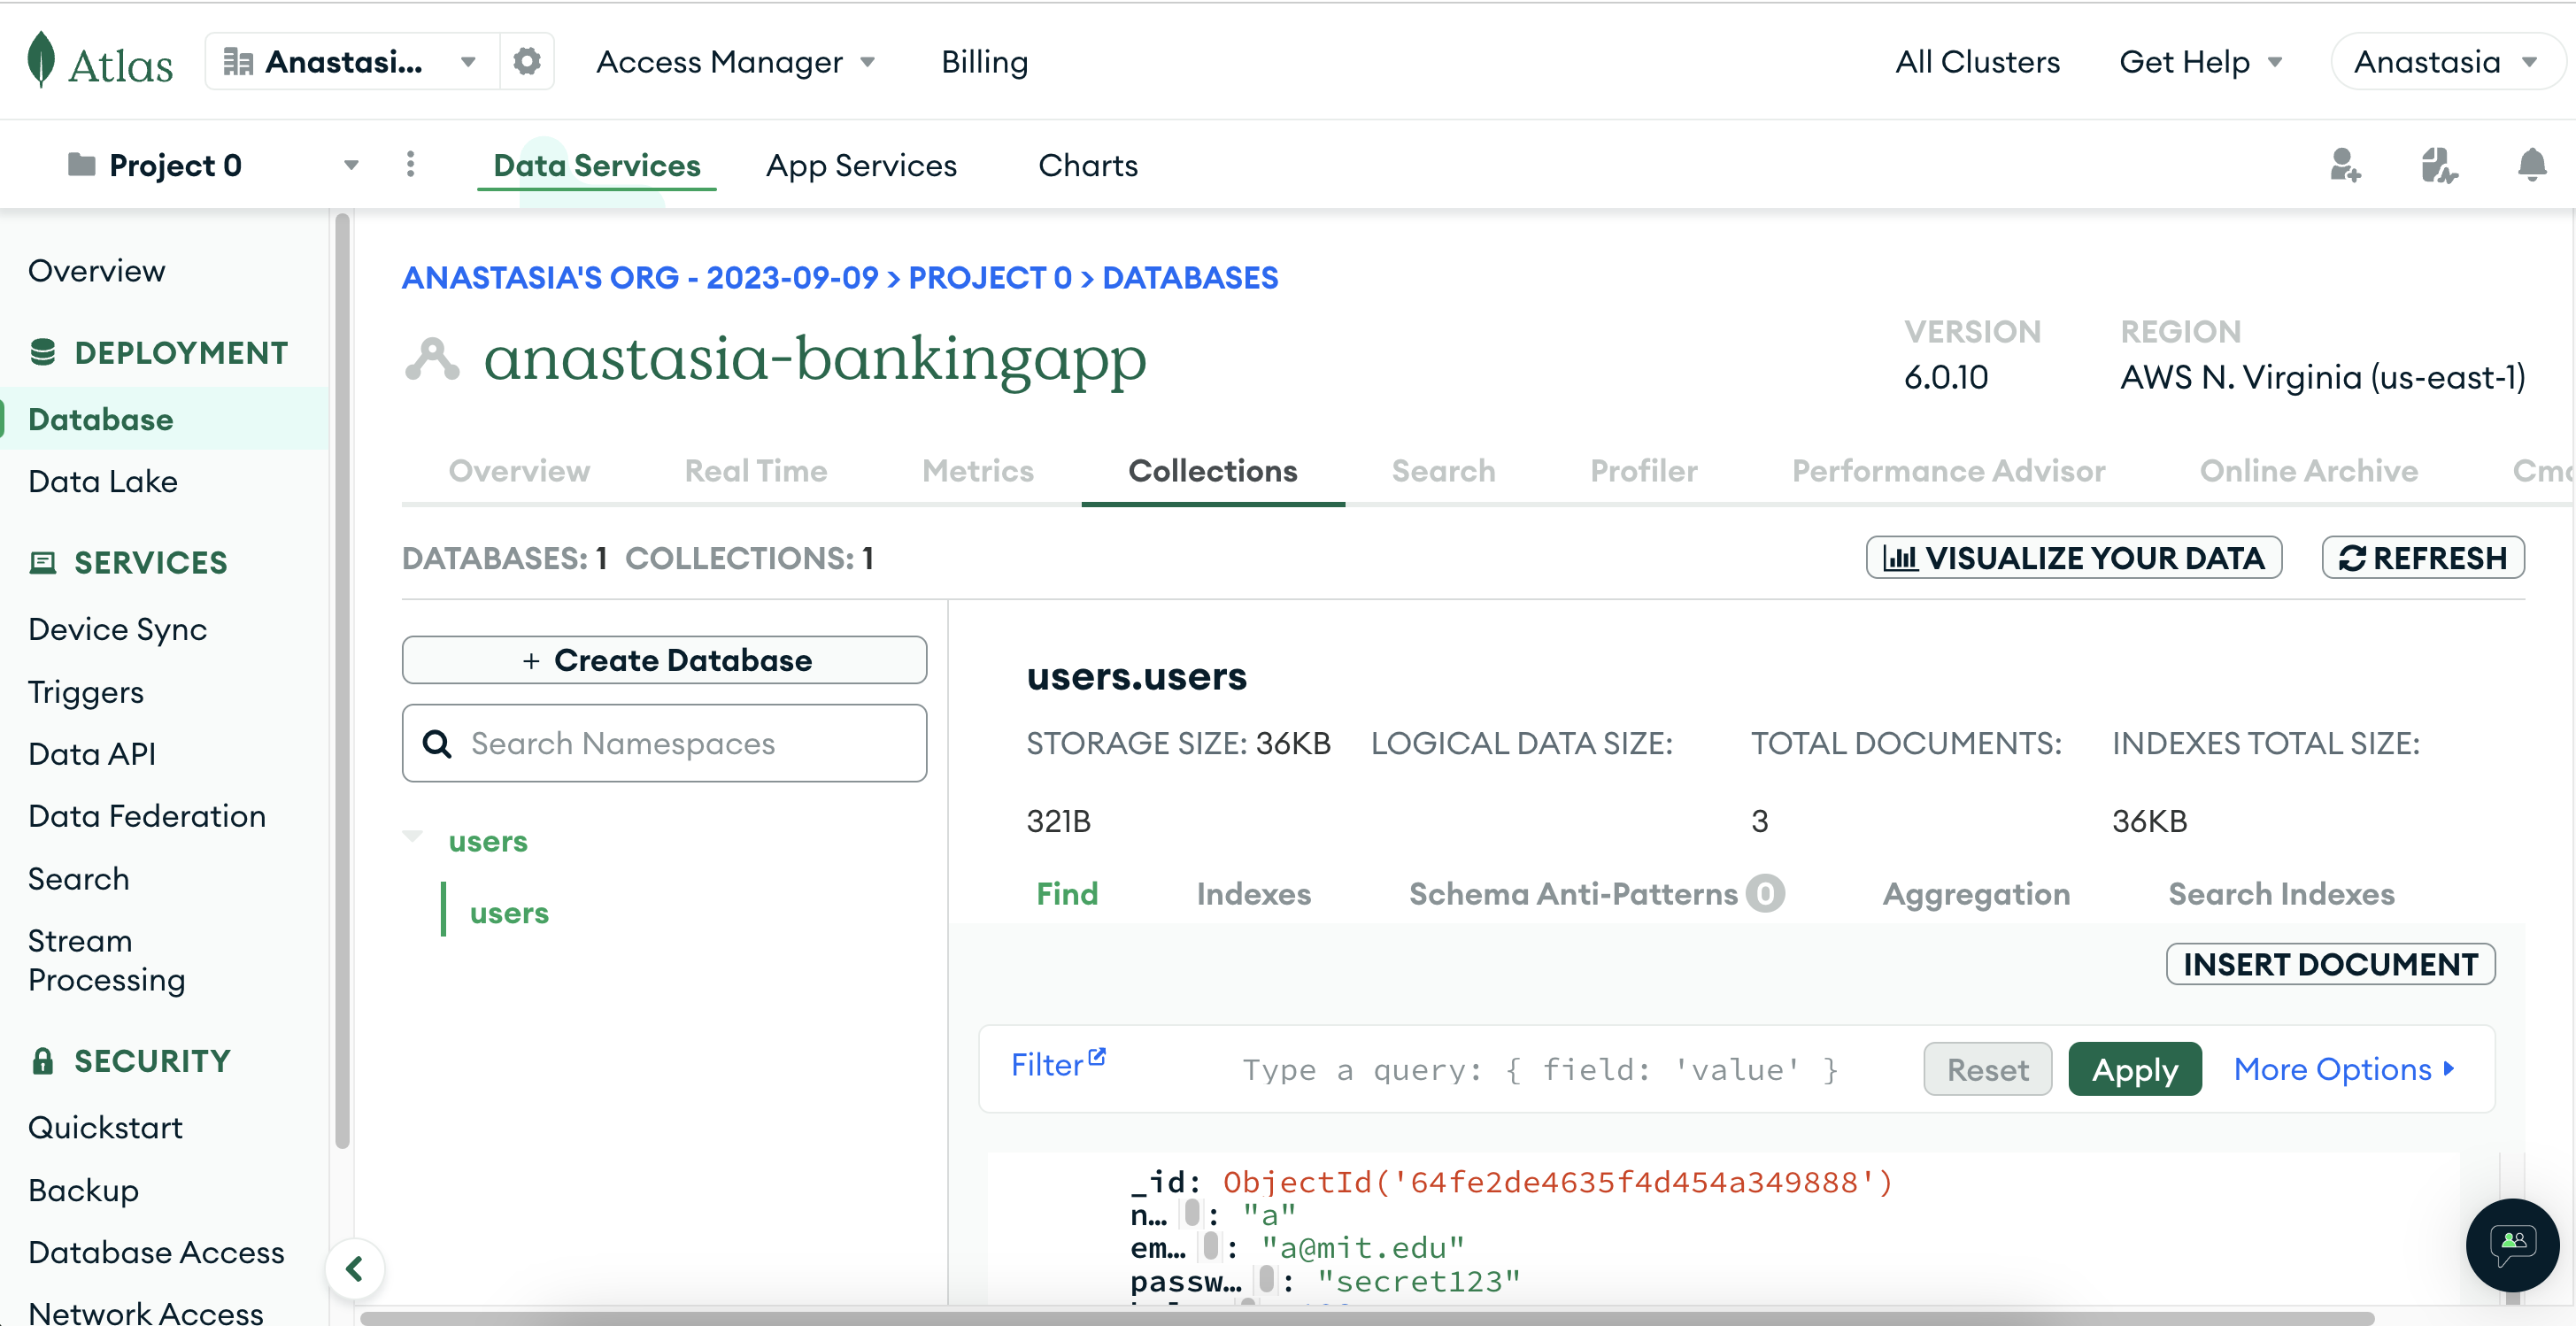 Atlas
Anastasi...
Access Manager
Billing
All Clusters
Get Help
Anastasia
Project 0
Data Services
App Services
Charts
Overview
DEPLOYMENT
Database
Data Lake
SERVICES
Device Sync
Triggers
Data API
Data Federation
Search
Stream
Processing
SECURITY
Quickstart
Backup
Database Access
Network Access
ANASTASIA'S ORG - 2023-09-09 > PROJECT 0 > DATABASES
anastasia-bankingapp
VERSION
6.0.10
REGION
AWS N. Virginia (us-east-1)
Overview
Real Time
Metrics
Collections
Search
Profiler
Performance Advisor
Online Archive
DATABASES: 1 COLLECTIONS: 1
VISUALIZE YOUR DATA
REFRESH
+ Create Database
Search Namespaces
users
users
users.users
STORAGE SIZE: 36KB LOGICAL DATA SIZE: TOTAL DOCUMENTS: INDEXES TOTAL SIZE:
321B 3 36KB
Find
Indexes
Schema Anti-Patterns 0
Aggregation
Search Indexes
INSERT DOCUMENT
Filter
Type a query: { field: 'value' }
Reset
Apply
More Options
_id: ObjectId('64fe2de4635f4d454a349888')
n... : "a"
em... : "a@mit.edu"
passw... : "secret123"